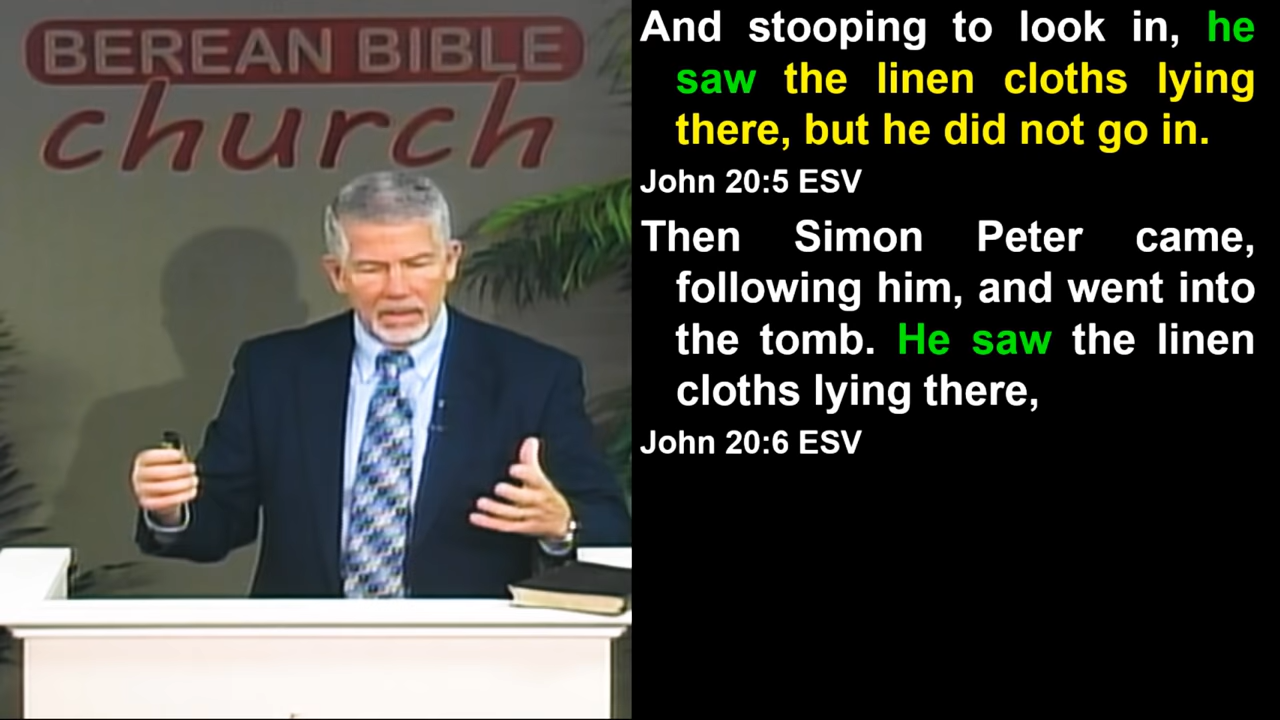 BEREAN BIBLE
church
And stooping to look in, he
saw the linen cloths lying
there, but he did not go in.
John 20:5 ESV
Then Simon Peter came,
following him, and went into
the tomb. He saw the linen
cloths lying there,
John 20:6 ESV